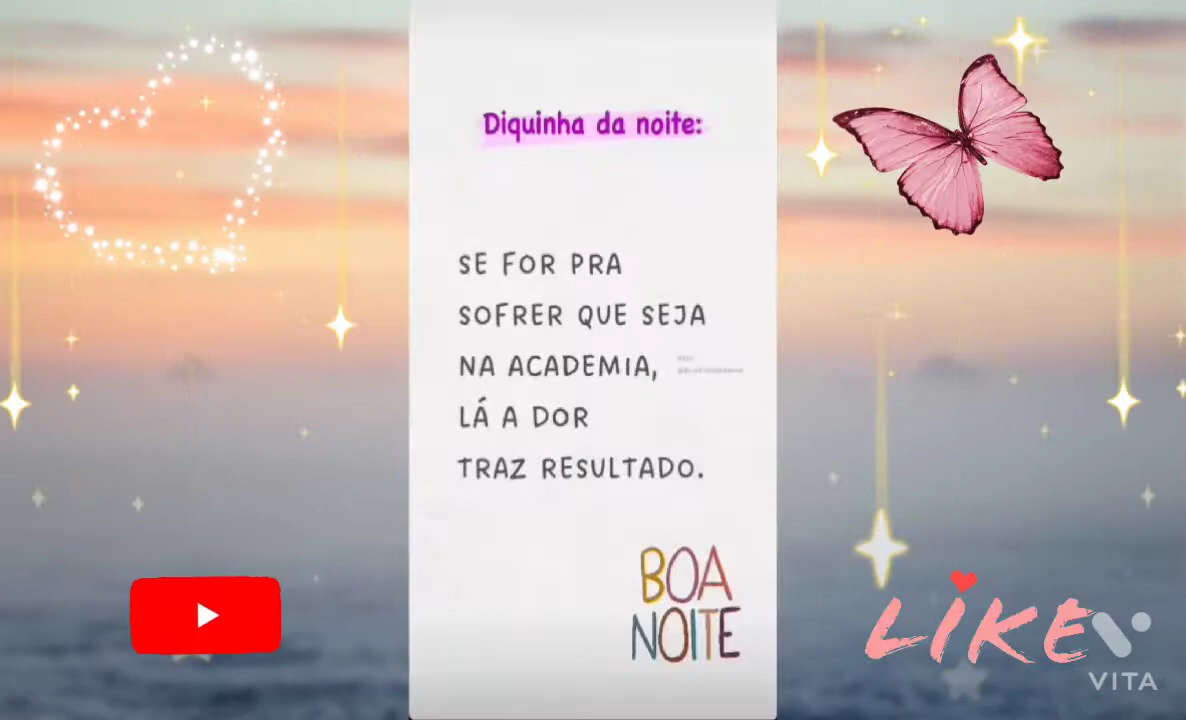 Diquinha da noite:
SE FOR PRA
SOFRER QUE SEJA
NA ACADEMIA,
LÁ A DOR
TRAZ RESULTADO.
BOA
NOITE
LIKE
VITA